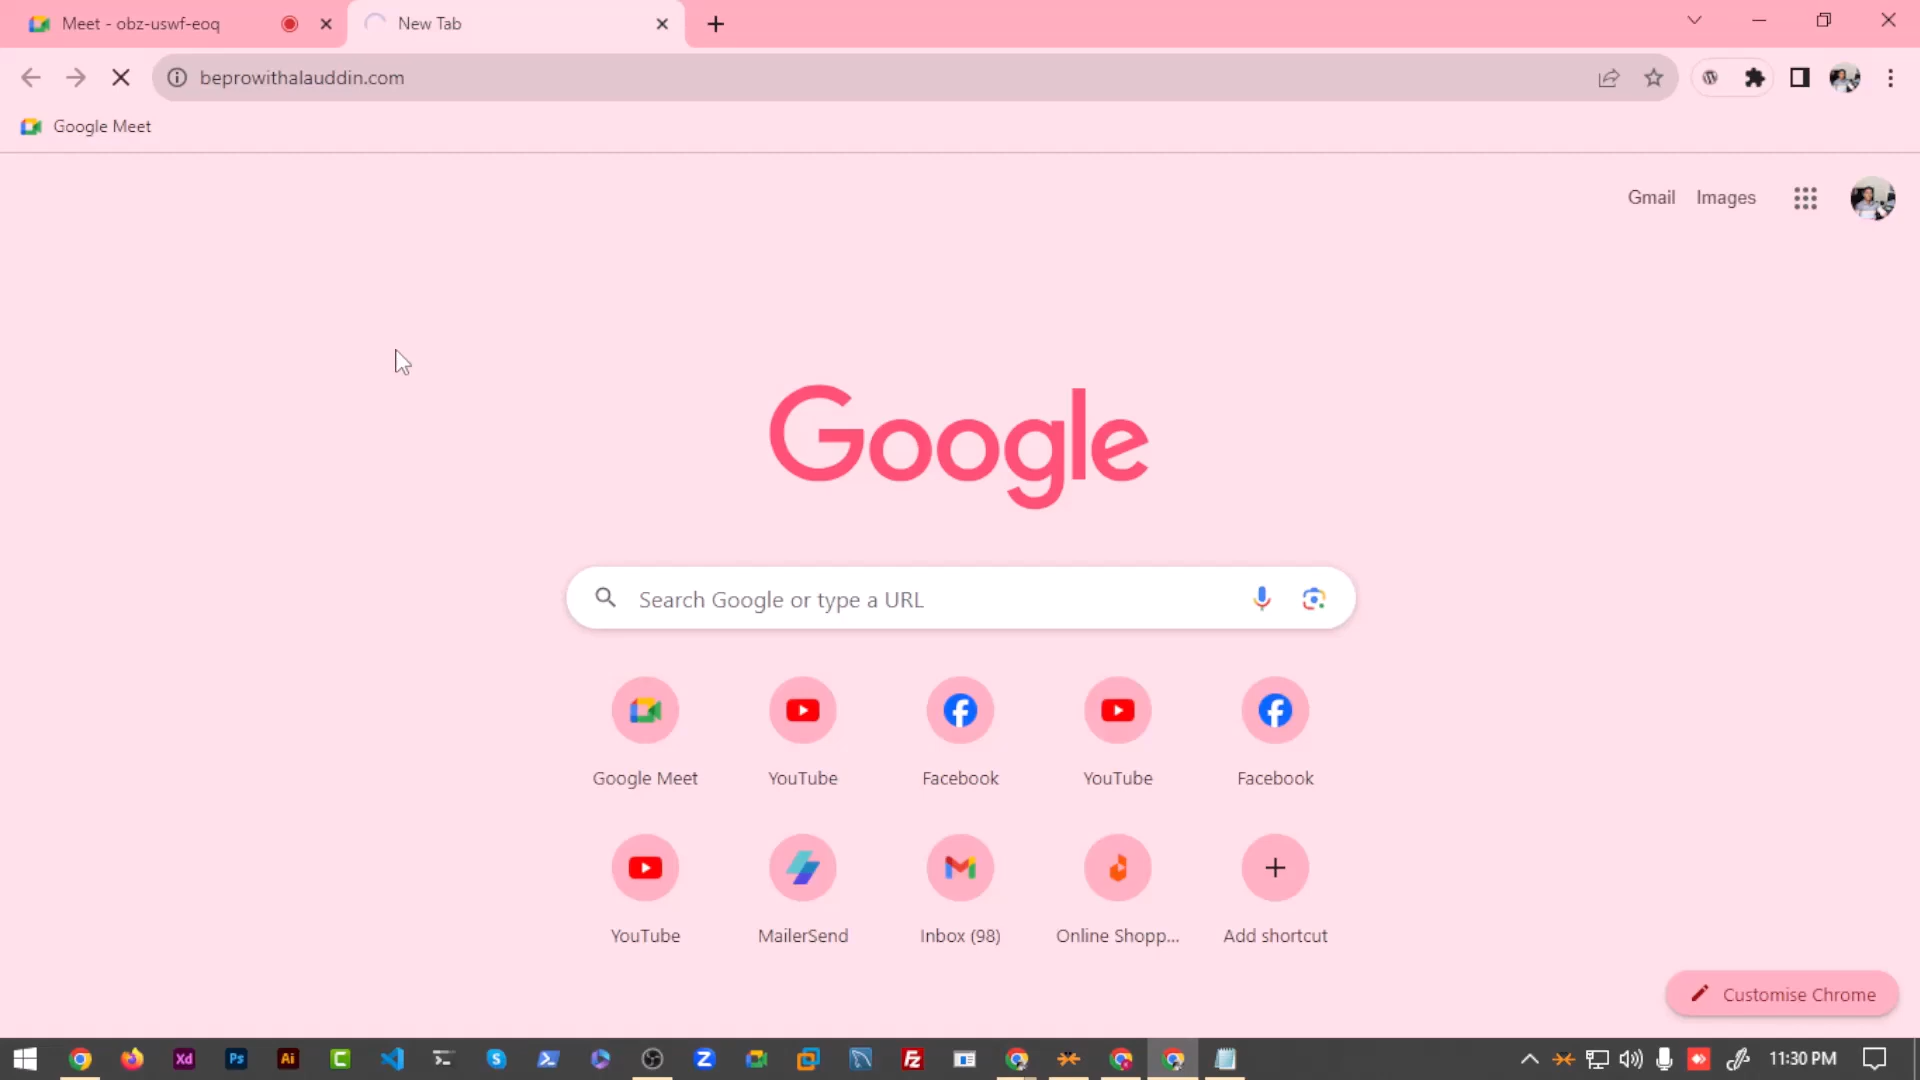 Meet - obz-uswf-eoq
New Tab
beprowithalauddin.com
Google Meet
Gmail Images
Google
Search Google or type a URL
Google Meet YouTube Facebook YouTube Facebook
YouTube MailerSend Inbox (98) Online Shopp... Add shortcut
Customise Chrome
Xd Ps Ai C S Z Fz 11:30 PM